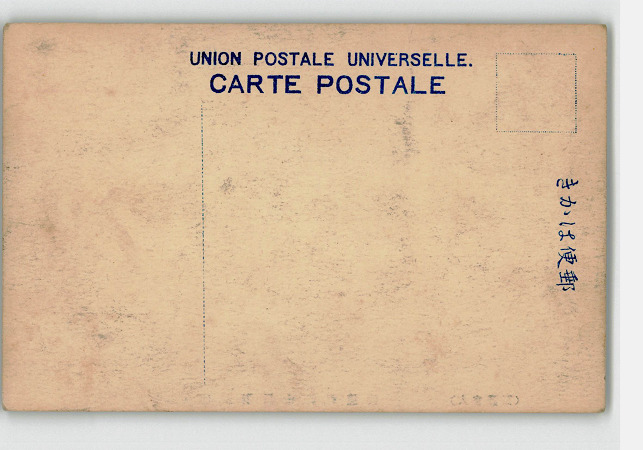 UNION POSTALE UNIVERSELLE.
CARTE POSTALE
きかは便郵